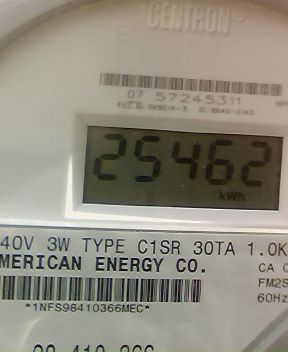 CENTRON
07 57245311
25462
kWh
40V 3W TYPE C1SR 30TA 1.0K
MERICAN ENERGY CO.
CA 0
FM2S
60Hz
*1NFS98410366MEC*